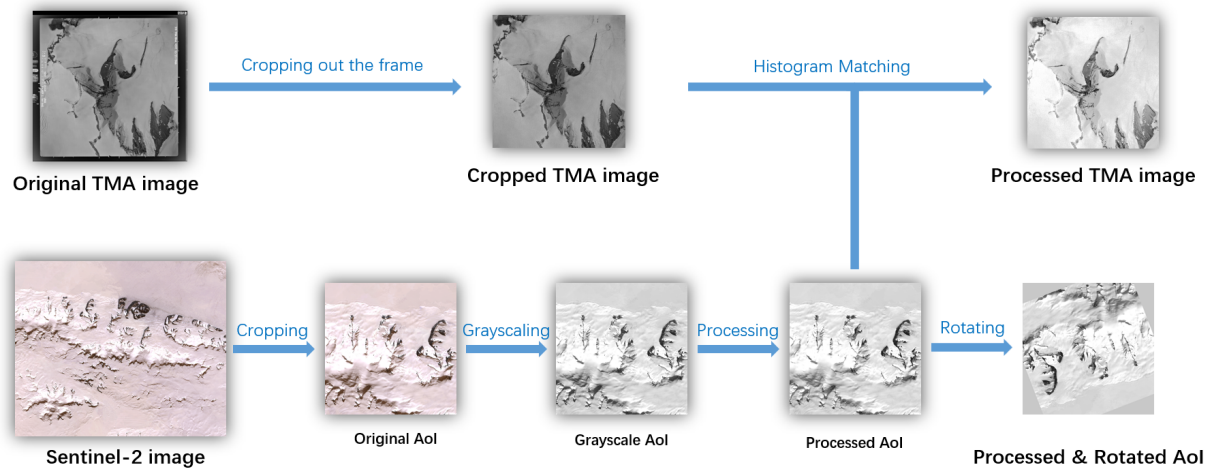 Cropping out the frame
Histogram Matching
Original TMA image
Cropped TMA image
Processed TMA image
Cropping
Grayscaling
Processing
Rotating
Original AoI
Grayscale AoI
Processed AoI
Sentinel-2 image
Processed & Rotated AoI